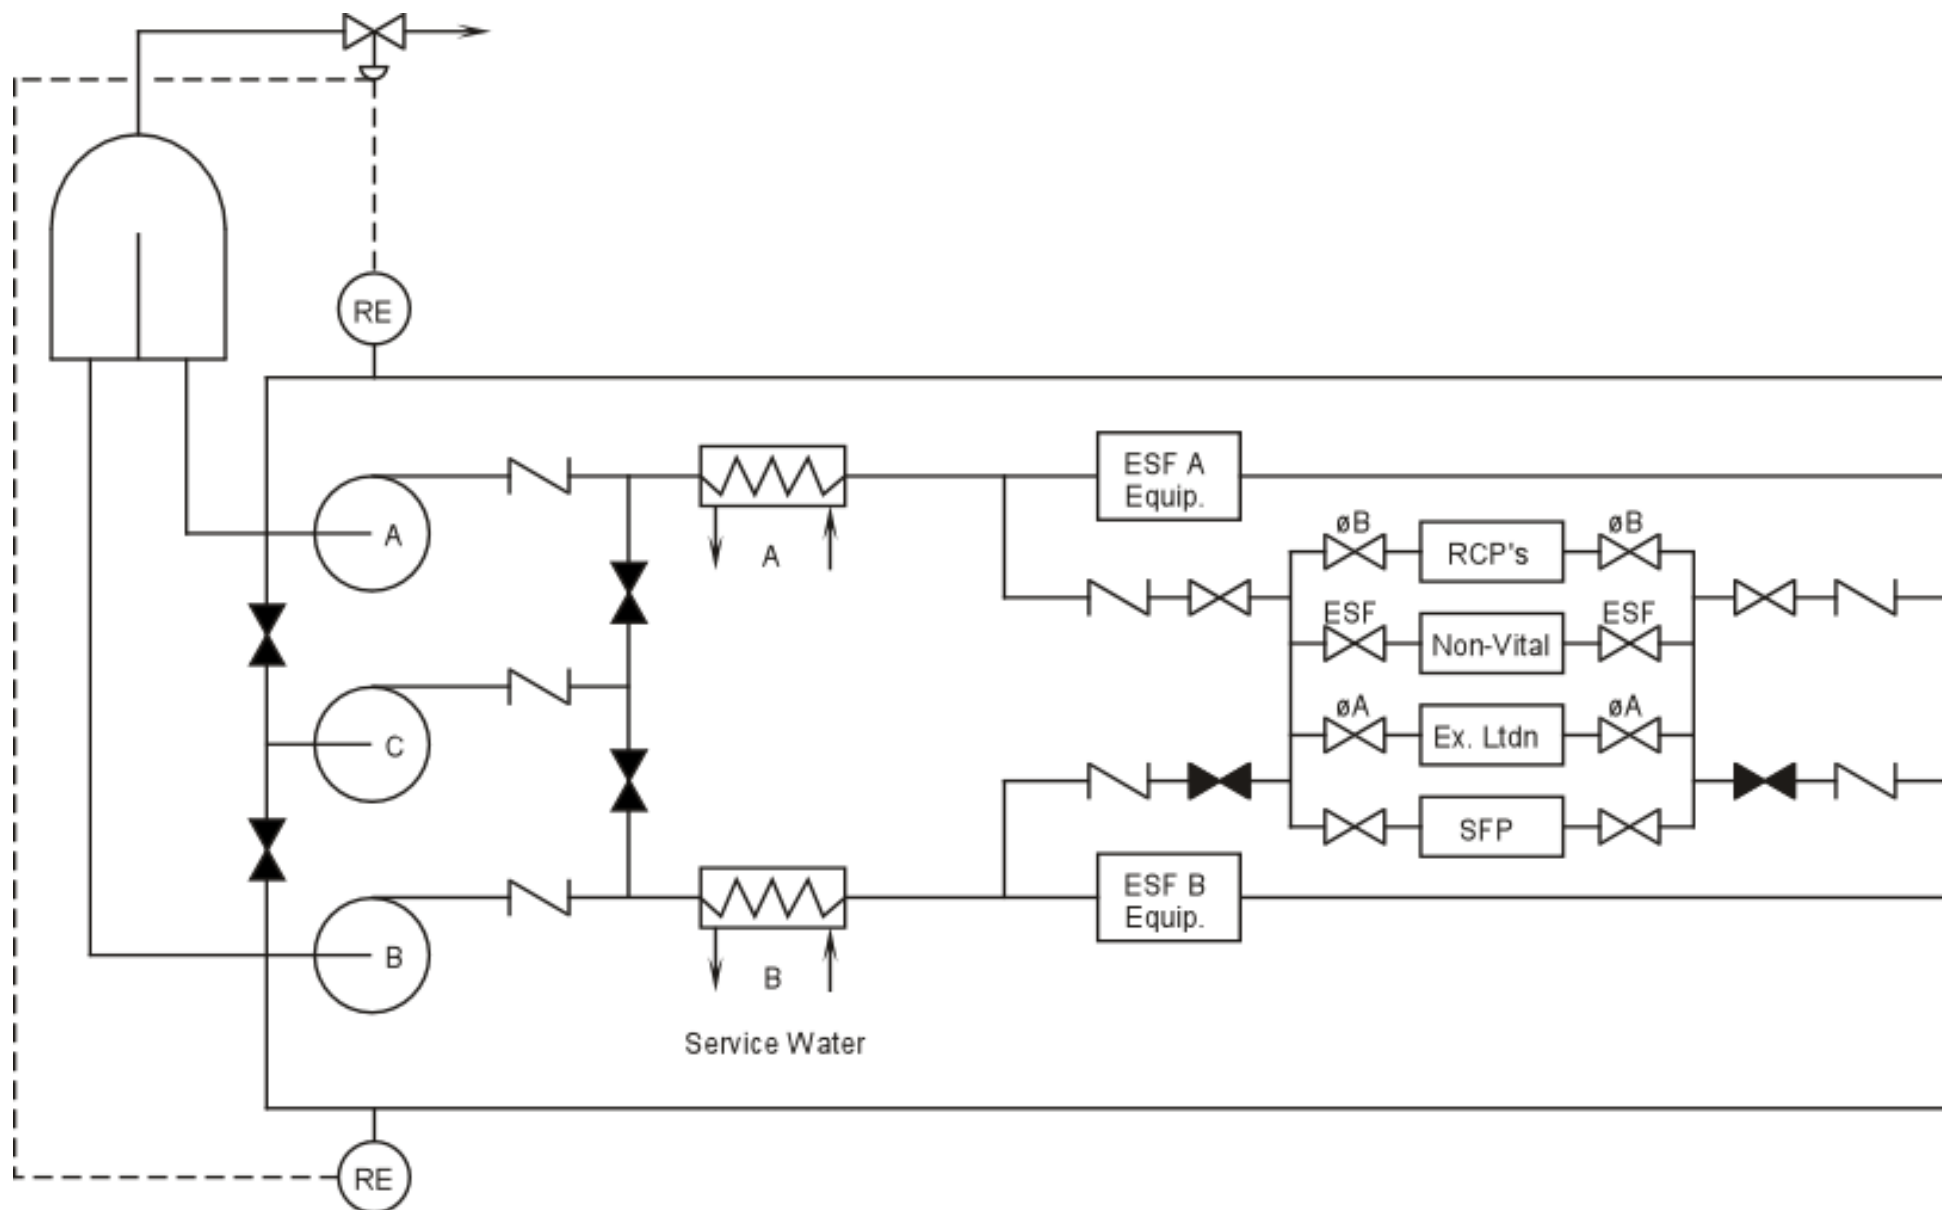 RE
ESF A
Equip.
A
A
øB
øB
RCP's
ESF
ESF
Non-Vital
øA
øA
Ex. Ltdn
C
SFP
ESF B
Equip.
B
B
Service Water
RE